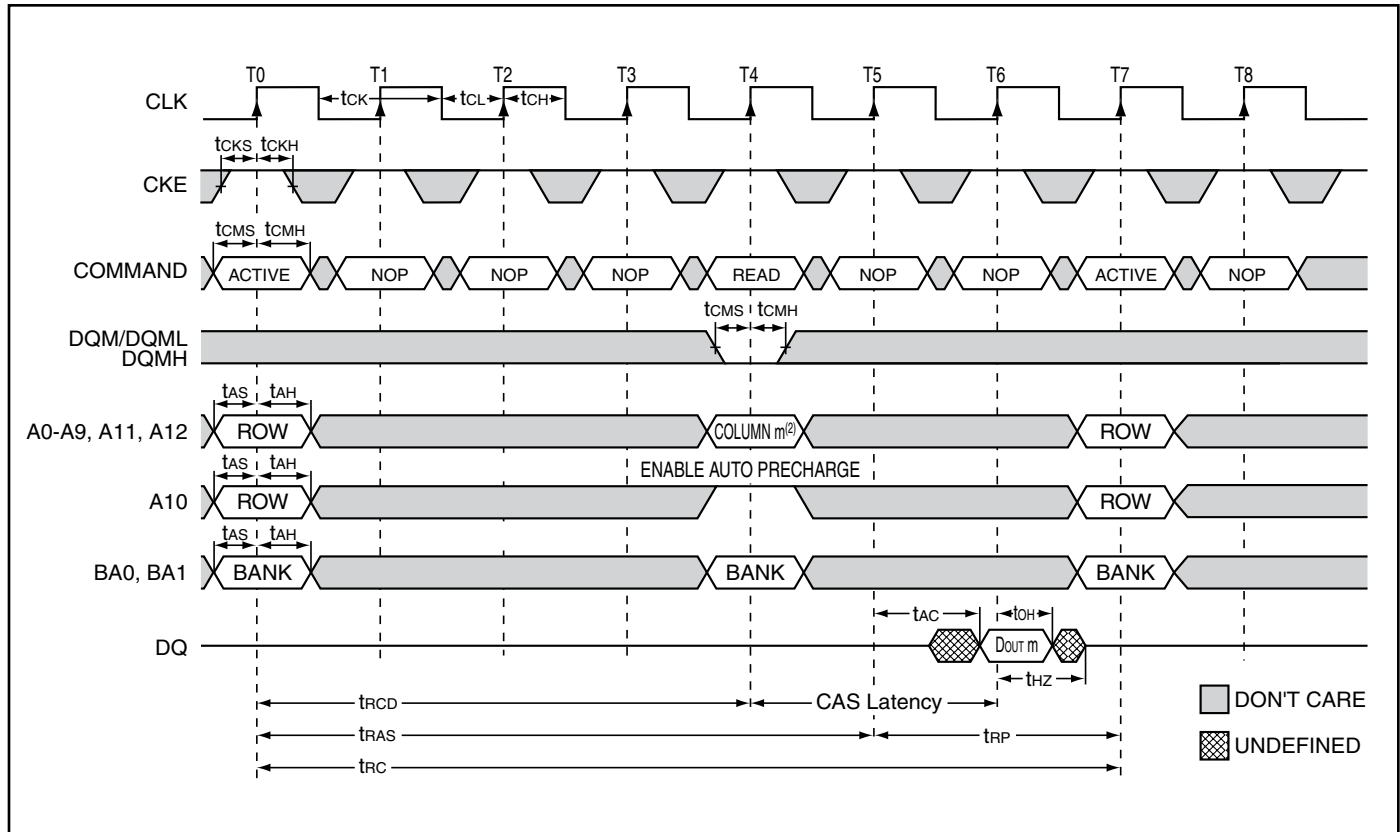 T0 T1 T2 T3 T4 T5 T6 T7 T8
CLK tCK tCL tCH
tCKS tCKH
CKE
tCMS tCMH
COMMAND ACTIVE NOP NOP NOP READ NOP NOP ACTIVE NOP
tCMS tCMH
DQM/DQML
DQMH
tAS tAH
A0-A9, A11, A12 ROW COLUMN m(2) ROW
tAS tAH ENABLE AUTO PRECHARGE
A10 ROW ROW
tAS tAH
BA0, BA1 BANK BANK BANK
tAC tOH
DQ DOUT m
tHZ
tRCD CAS Latency DON'T CARE
tRAS tRP UNDEFINED
tRC